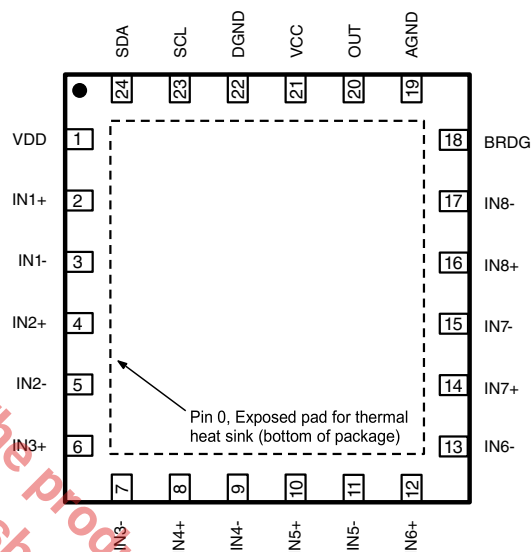 SDA
SCL
DGND
VCC
OUT
AGND
24
23
22
21
20
19
VDD 1
18 BRDG
IN1+ 2
17 IN8-
IN1- 3
16 IN8+
IN2+ 4
15 IN7-
IN2- 5
14 IN7+
IN3+ 6
13 IN6-
Pin 0, Exposed pad for thermal
heat sink (bottom of package)
7
8
9
10
11
12
IN3-
IN4+
IN4-
IN5+
IN5-
IN6+